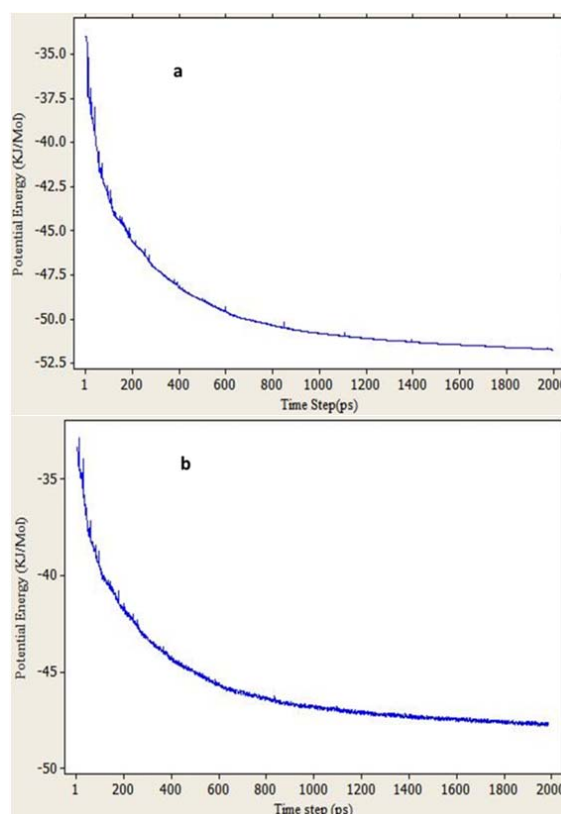 a
-35.0
-37.5
-40.0
-42.5
-45.0
-47.5
-50.0
-52.5
Potential Energy (KJ/Mol)
1 200 400 600 800 1000 1200 1400 1600 1800 2000
Time Step(ps)
b
-35
-40
-45
-50
Potential Energy (KJ/Mol)
1 200 400 600 800 1000 1200 1400 1600 1800 2000
Time step (ps)